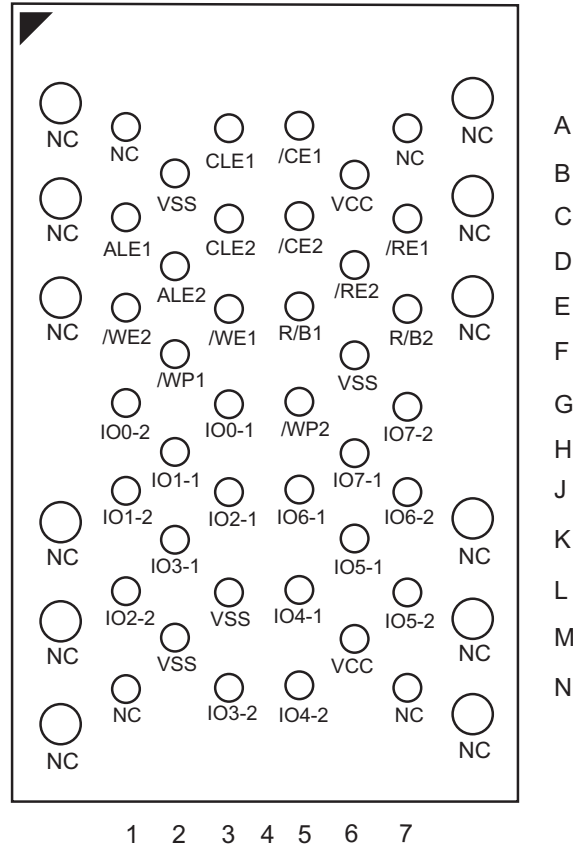 NC NC CLE1 /CE1 NC NC A
VSS VCC B
NC ALE1 CLE2 /CE2 /RE1 NC C
ALE2 /RE2 D
NC /WE2 /WE1 R/B1 R/B2 NC E
/WP1 VSS F
IO0-2 IO0-1 /WP2 IO7-2 G
IO1-1 IO7-1 H
IO1-2 IO2-1 IO6-1 IO6-2 J
NC IO3-1 IO5-1 NC K
IO2-2 VSS IO4-1 IO5-2 L
NC VSS VCC NC M
NC IO3-2 IO4-2 NC N
NC NC
1 2 3 4 5 6 7